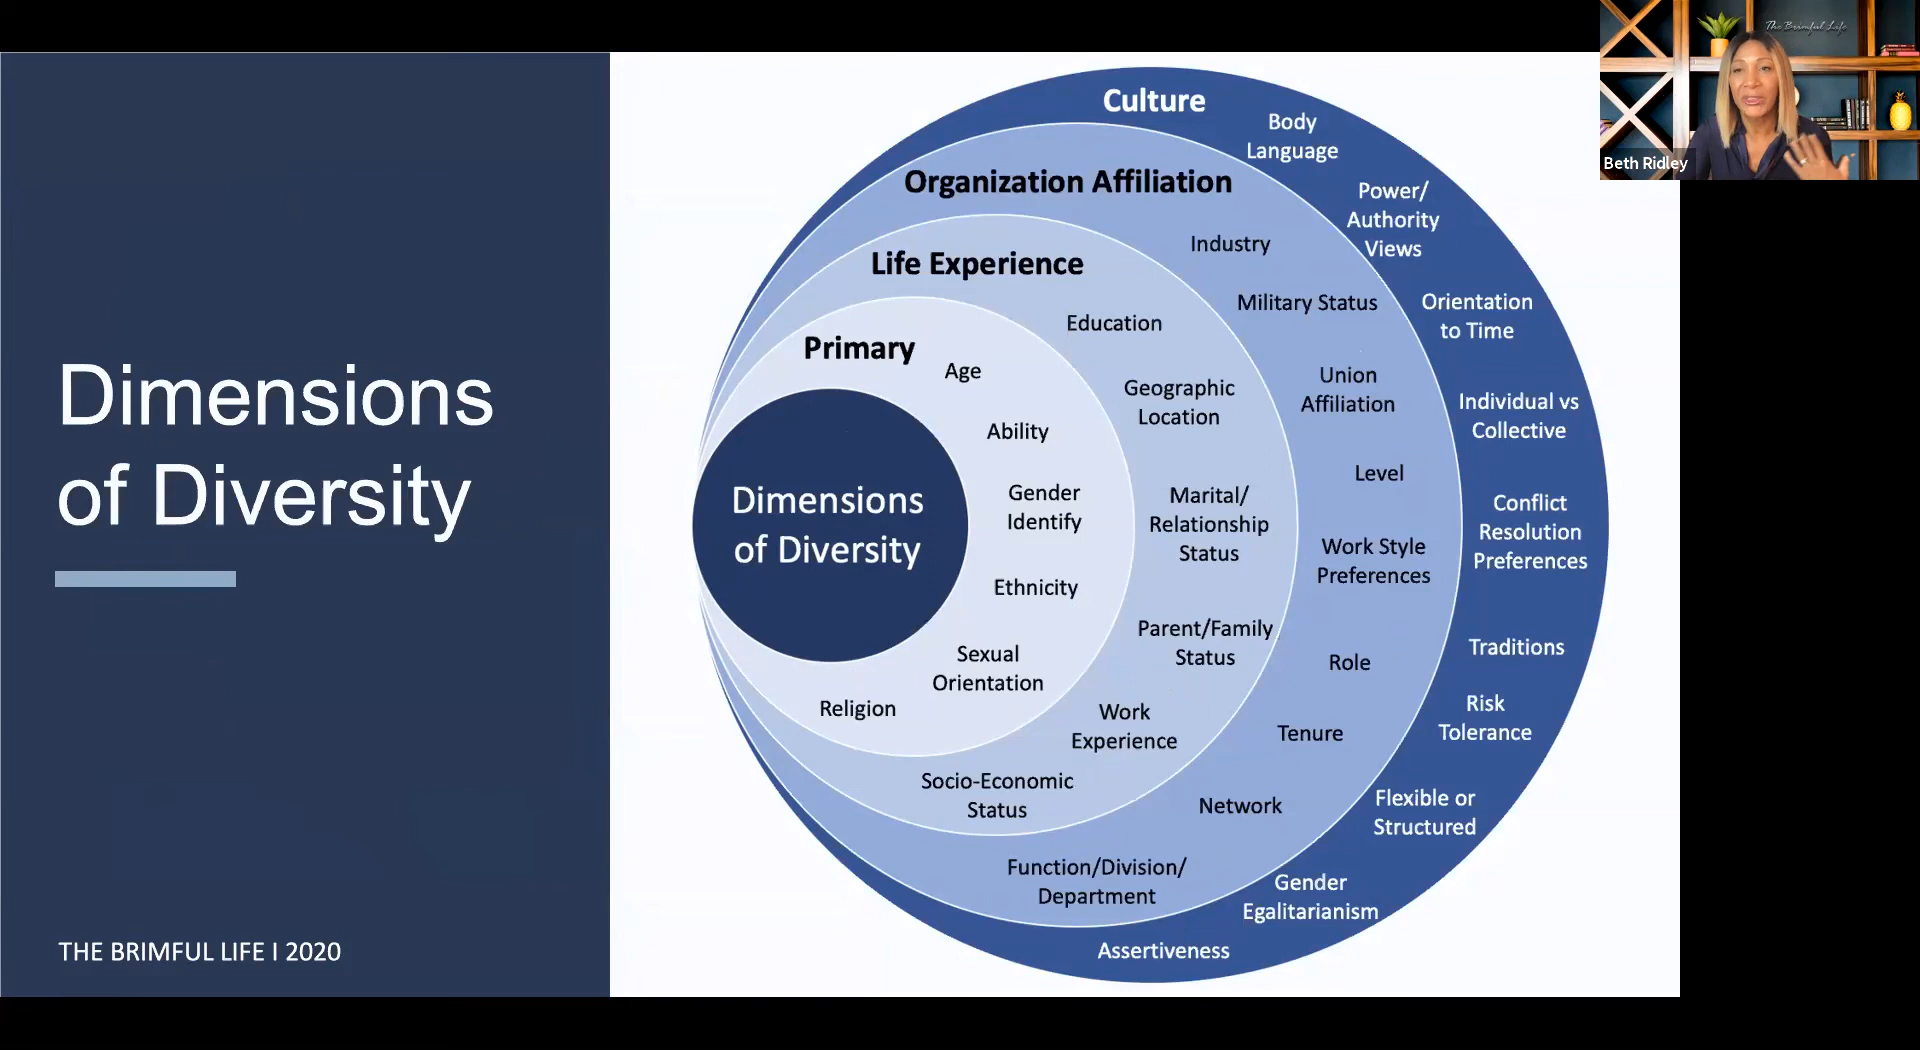 Dimensions
of Diversity
THE BRIMFUL LIFE I 2020
Culture
Body
Language
Power/
Authority
Views
Orientation
to Time
Individual vs
Collective
Conflict
Resolution
Preferences
Traditions
Risk
Tolerance
Flexible or
Structured
Gender
Egalitarianism
Assertiveness
Organization Affiliation
Industry
Military Status
Union
Affiliation
Level
Work Style
Preferences
Role
Tenure
Network
Function/Division/
Department
Life Experience
Education
Geographic
Location
Marital/
Relationship
Status
Parent/Family
Status
Work
Experience
Socio-Economic
Status
Primary
Age
Ability
Gender
Identify
Ethnicity
Sexual
Orientation
Religion
Dimensions
of Diversity
The Brimful Life
Beth Ridley